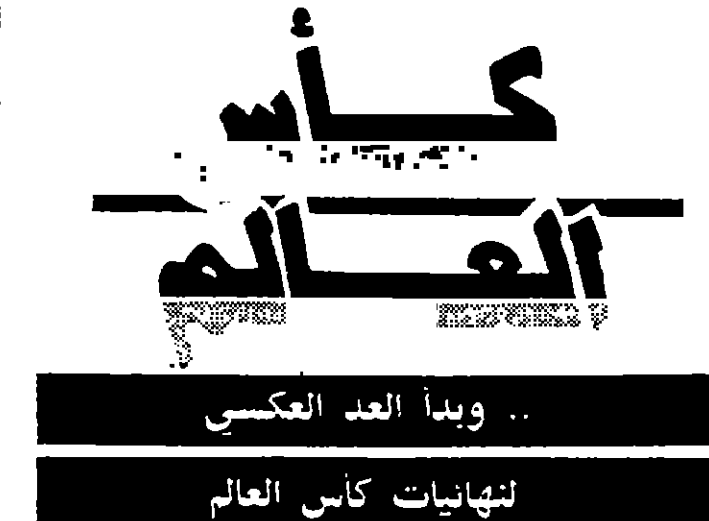 كأس
العالم
.. وبدأ العد العكسي
لنهائيات كأس العالم